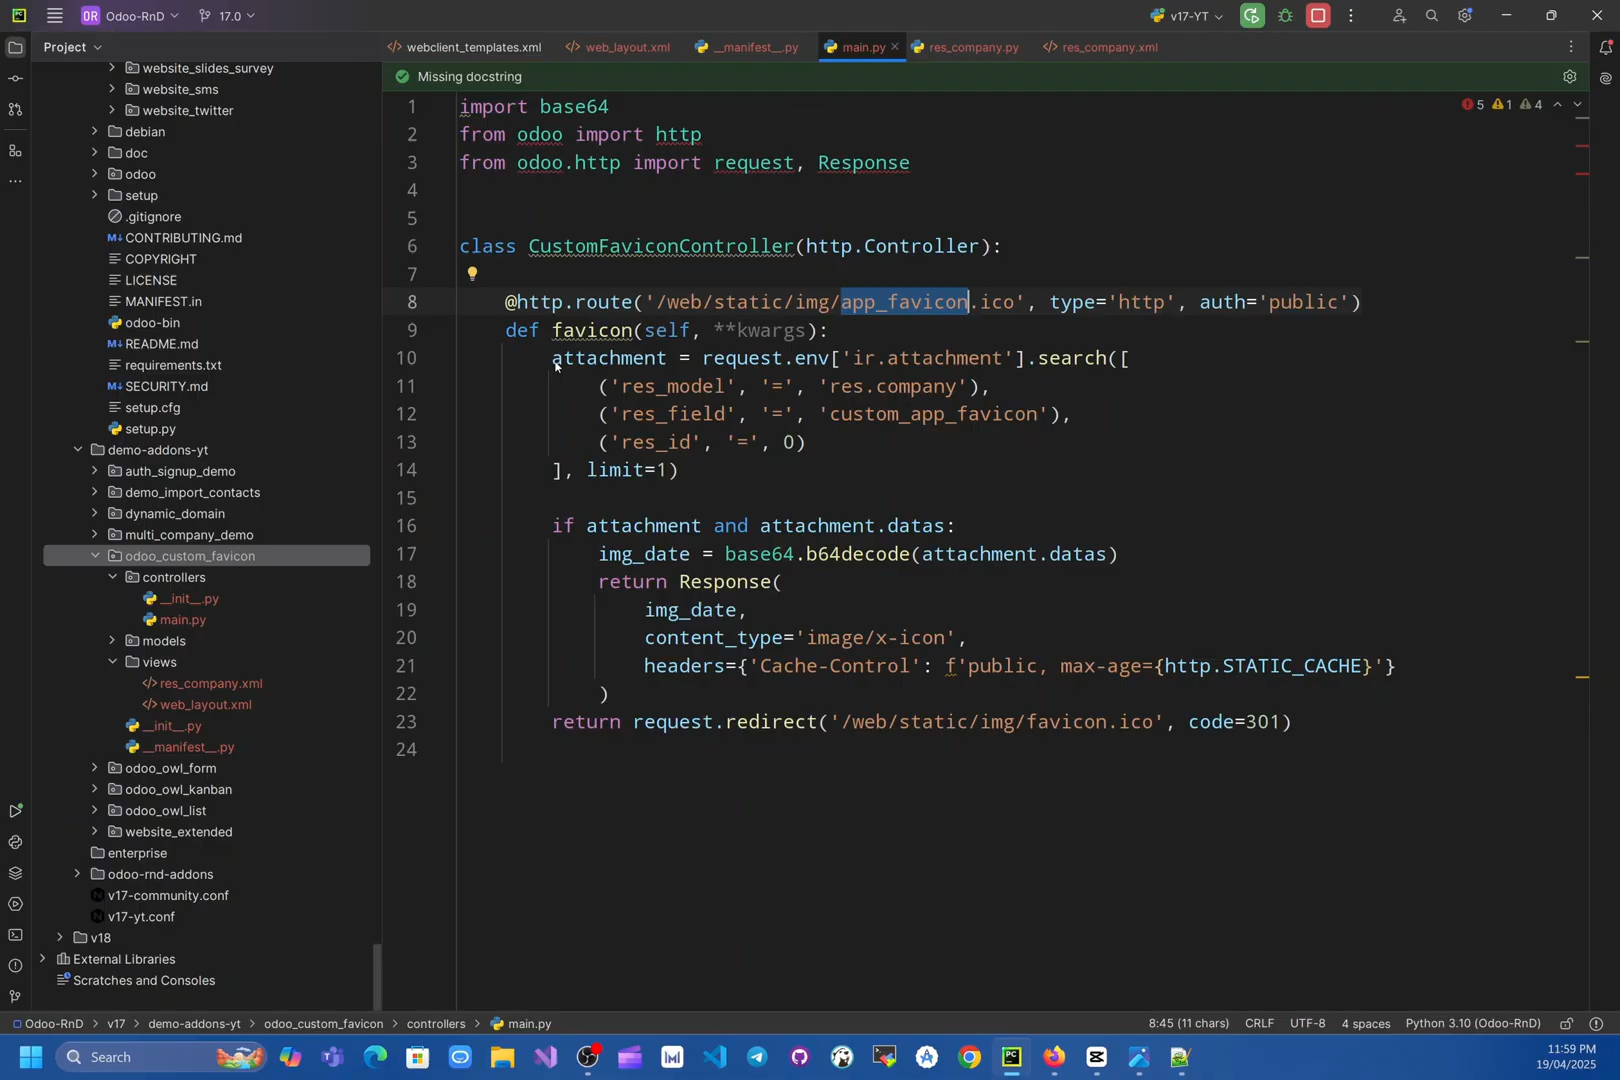 OR Odoo-RnD 17.0 v17-YT
Project
webclient_templates.xml web_layout.xml __manifest__.py main.py res_company.py res_company.xml
Missing docstring
5 1 4
website_slides_survey
website_sms
website_twitter
debian
doc
odoo
setup
.gitignore
CONTRIBUTING.md
COPYRIGHT
LICENSE
MANIFEST.in
odoo-bin
README.md
requirements.txt
SECURITY.md
setup.cfg
setup.py
demo-addons-yt
auth_signup_demo
demo_import_contacts
dynamic_domain
multi_company_demo
odoo_custom_favicon
controllers
__init__.py
main.py
models
views
res_company.xml
web_layout.xml
__init__.py
__manifest__.py
odoo_owl_form
odoo_owl_kanban
odoo_owl_list
website_extended
enterprise
odoo-rnd-addons
v17-community.conf
v17-yt.conf
v18
External Libraries
Scratches and Consoles
1 import base64
2 from odoo import http
3 from odoo.http import request, Response
4
5
6 class CustomFaviconController(http.Controller):
7
8 @http.route('/web/static/img/app_favicon.ico', type='http', auth='public')
9 def favicon(self, **kwargs):
10 attachment = request.env['ir.attachment'].search([
11 ('res_model', '=', 'res.company'),
12 ('res_field', '=', 'custom_app_favicon'),
13 ('res_id', '=', 0)
14 ], limit=1)
15
16 if attachment and attachment.datas:
17 img_date = base64.b64decode(attachment.datas)
18 return Response(
19 img_date,
20 content_type='image/x-icon',
21 headers={'Cache-Control': f'public, max-age={http.STATIC_CACHE}'}
22 )
23 return request.redirect('/web/static/img/favicon.ico', code=301)
24
Odoo-RnD > v17 > demo-addons-yt > odoo_custom_favicon > controllers > main.py 8:45 (11 chars) CRLF UTF-8 4 spaces Python 3.10 (Odoo-RnD)
Search
11:59 PM
19/04/2025